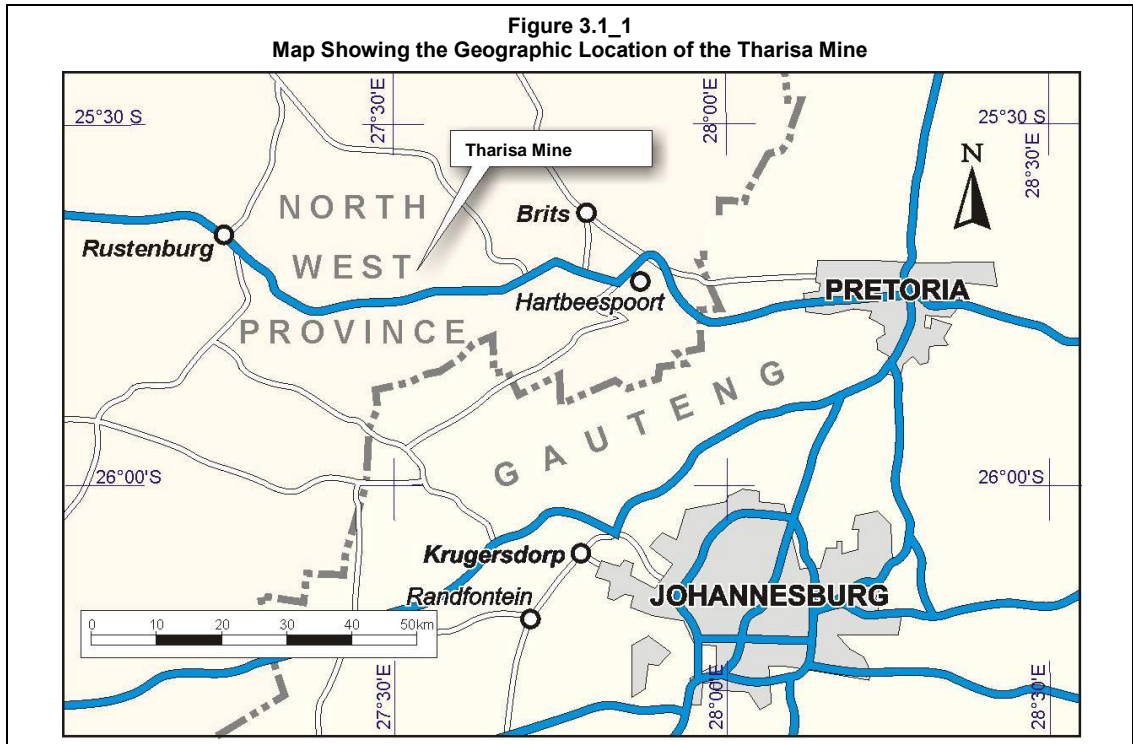 Figure 3.1_1
Map Showing the Geographic Location of the Tharisa Mine
25°30 S
27°30'E
28°00'E
25°30 S
28°30'E
Tharisa Mine
N
NORTH
Brits
Rustenburg
WEST
Hartbeespoort
PRETORIA
PROVINCE
GAUTENG
26°00'S
26°00'S
Krugersdorp
Randfontein
JOHANNESBURG
0 10 20 30 40 50km
27°30'E
28°00'E
28°30'E